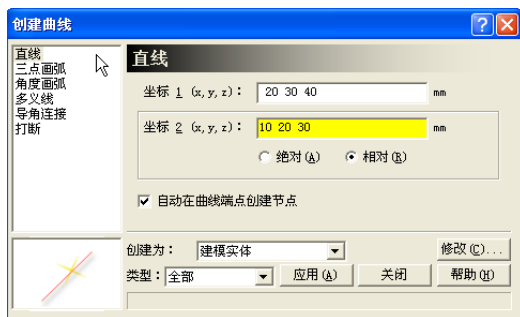 创建曲线
直线
三点画弧
角度画弧
多义线
导角连接
打断
直线
坐标 1 (x,y,z): 20 30 40 mm
坐标 2 (x,y,z): 10 20 30 mm
绝对(A) 相对(R)
自动在曲线端点创建节点
创建为: 建模实体 修改(C)...
类型: 全部 应用(A) 关闭 帮助(H)